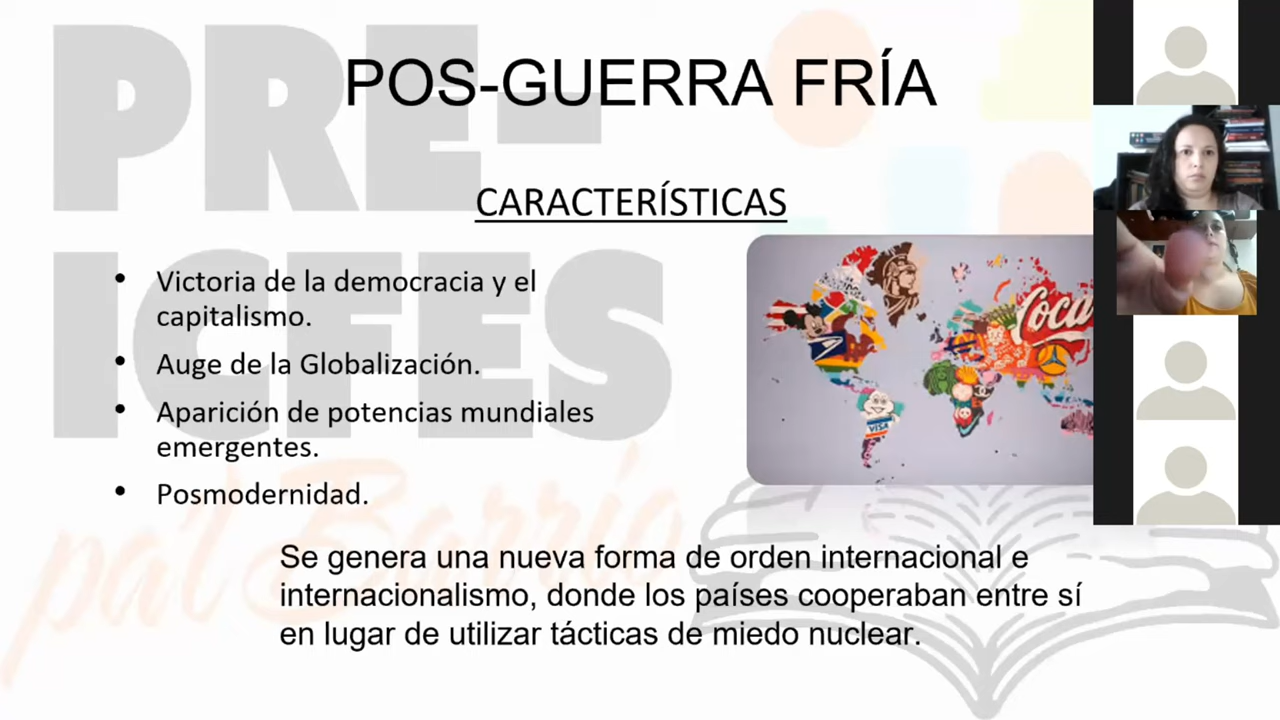 PRE-
ICFES
pa'l Barrio
POS-GUERRA FRÍA
CARACTERÍSTICAS
• Victoria de la democracia y el
capitalismo.
• Auge de la Globalización.
• Aparición de potencias mundiales
emergentes.
• Posmodernidad.
Coca
VISA
Se genera una nueva forma de orden internacional e
internacionalismo, donde los países cooperaban entre sí
en lugar de utilizar tácticas de miedo nuclear.